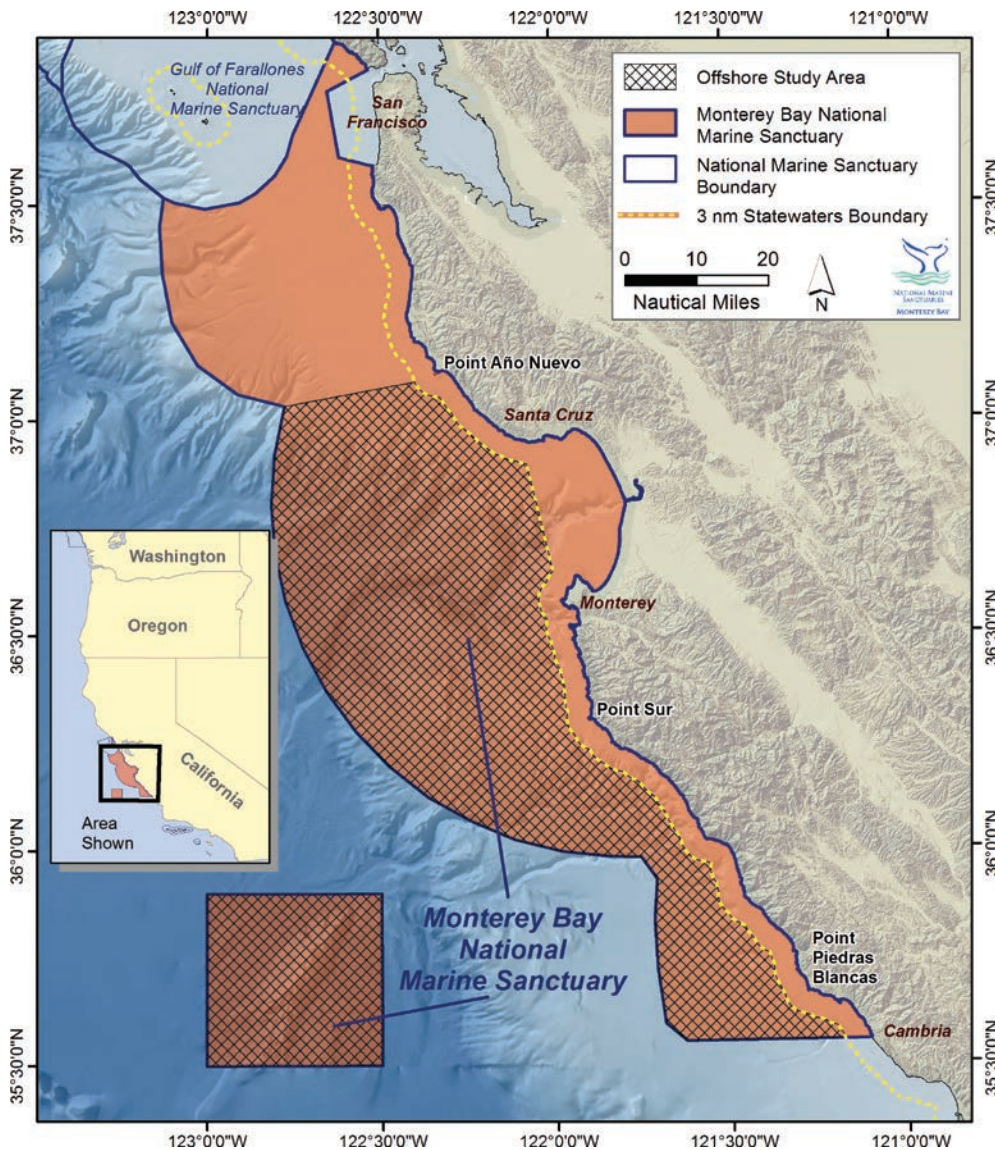 123°0'0"W
122°30'0"W
122°0'0"W
121°30'0"W
121°0'0"W
Gulf of Farallones
National
Marine Sanctuary
San
Francisco
Offshore Study Area
Monterey Bay National
Marine Sanctuary
National Marine Sanctuary
Boundary
3 nm Statewaters Boundary
0
10
20
Nautical Miles
N
NATIONAL MARINE
SANCTUARIES
MONTEREY BAY
37°30'0"N
37°30'0"N
Point Año Nuevo
Santa Cruz
37°0'0"N
37°0'0"N
Washington
Oregon
California
Area
Shown
Monterey
36°30'0"N
36°30'0"N
Point Sur
36°0'0"N
36°0'0"N
Monterey Bay
National
Marine Sanctuary
Point
Piedras
Blancas
Cambria
35°30'0"N
35°30'0"N
123°0'0"W
122°30'0"W
122°0'0"W
121°30'0"W
121°0'0"W